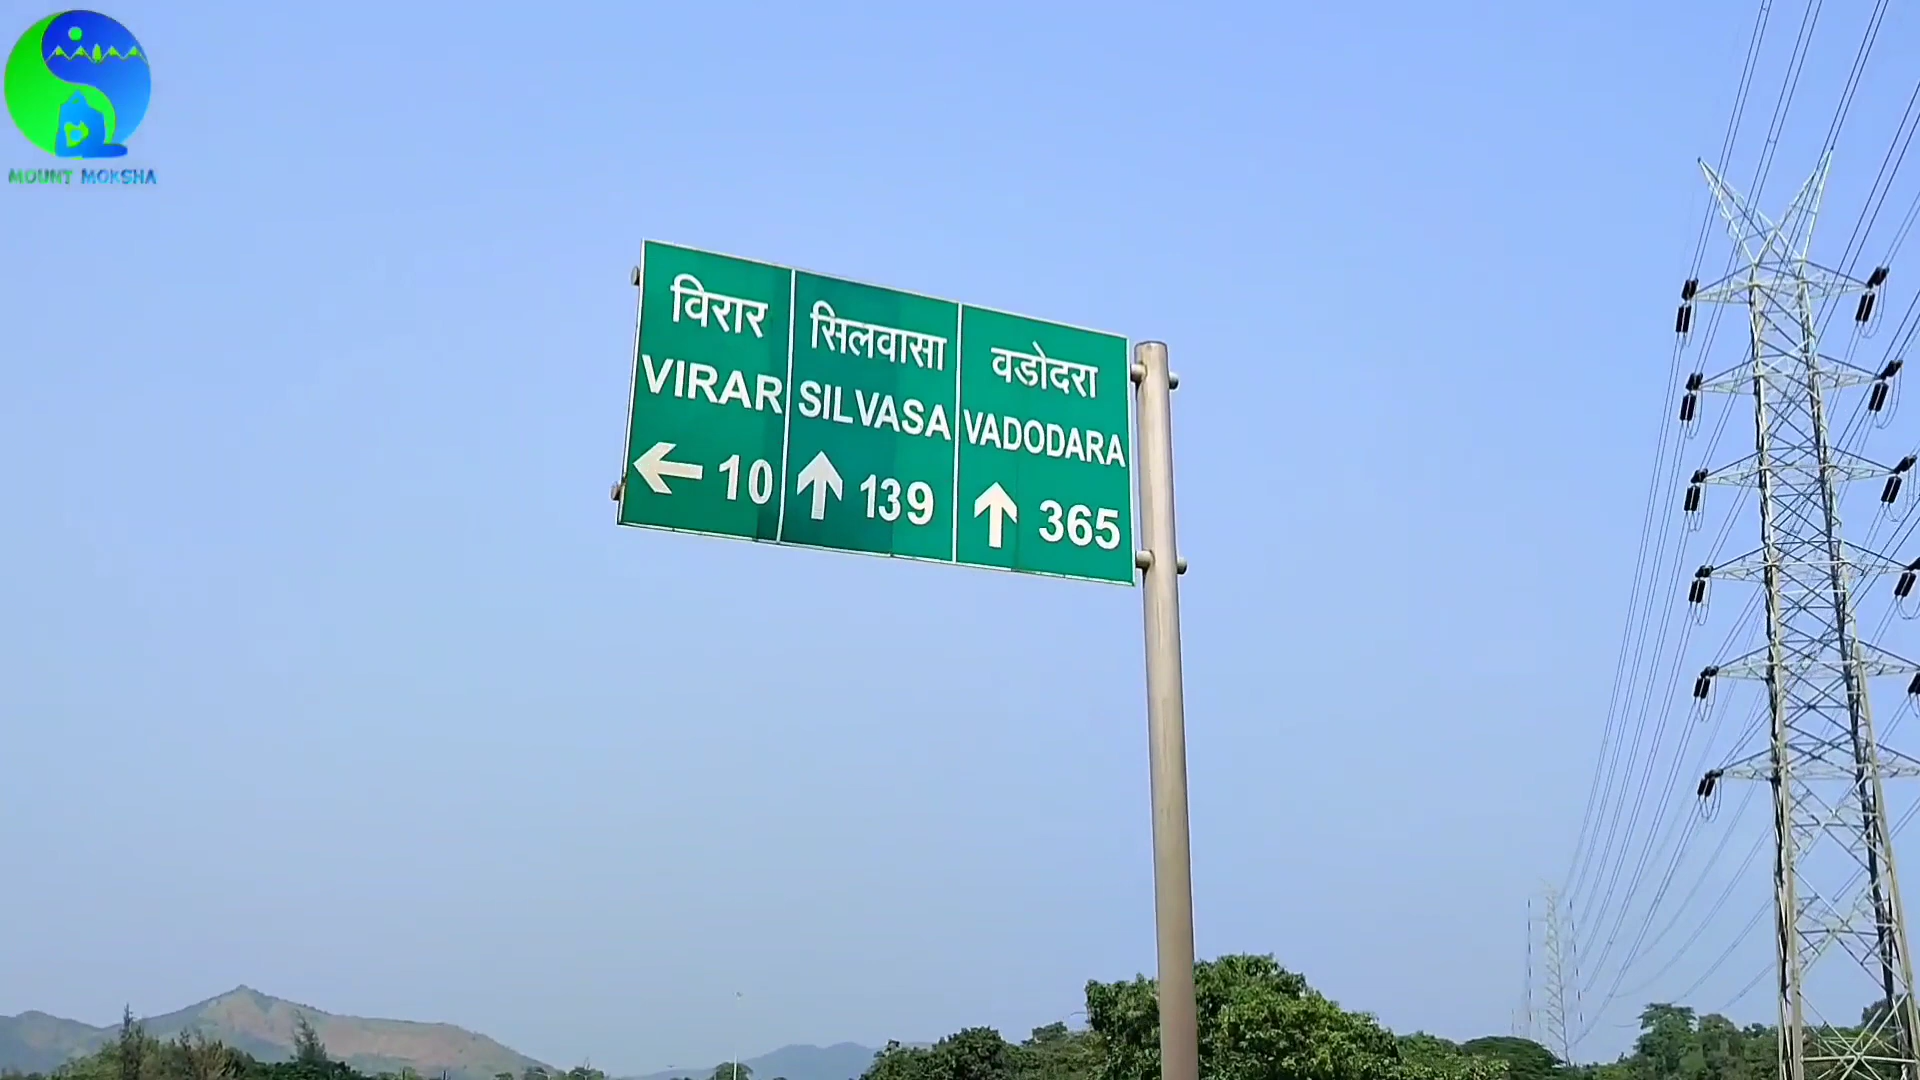 MOUNT MOKSHA
विरार
VIRAR
← 10
सिलवासा
SILVASA
↑ 139
वडोदरा
VADODARA
↑ 365